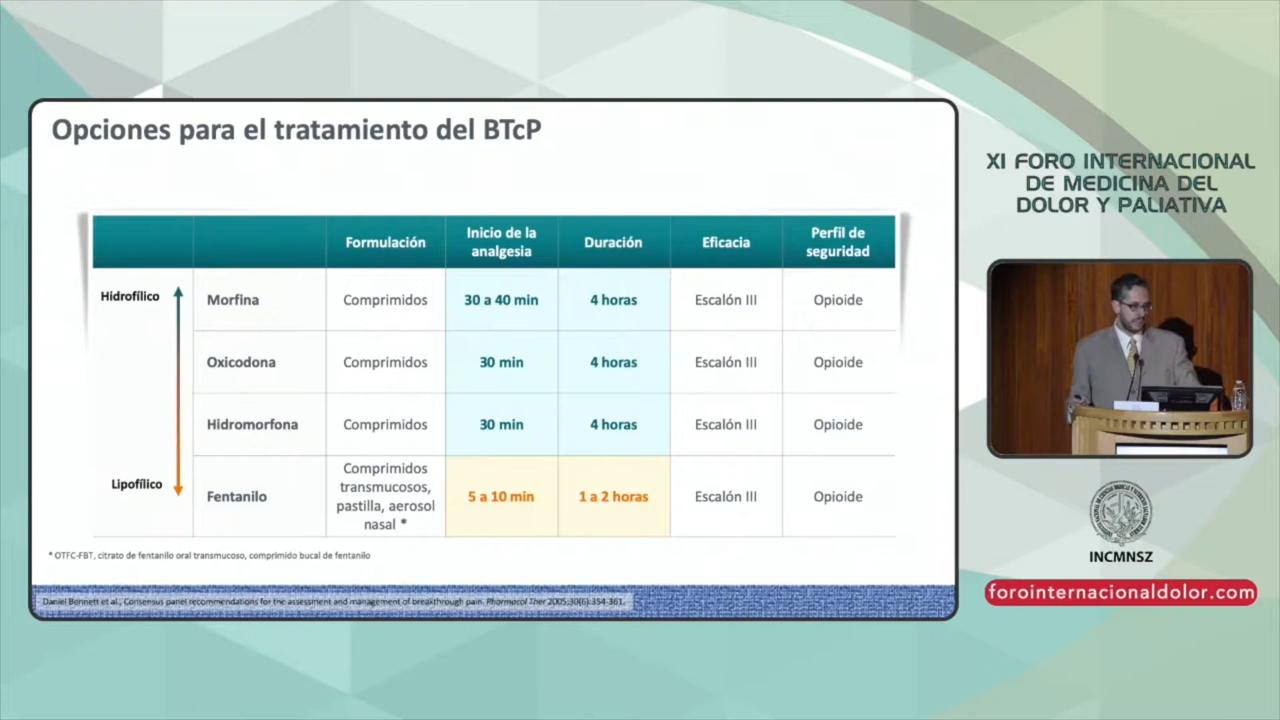 Opciones para el tratamiento del BTcP
Formulación
Inicio de la
analgesia
Duración
Eficacia
Perfil de
seguridad
Hidrofílico
Morfina
Comprimidos
30 a 40 min
4 horas
Escalón III
Opioide
Oxicodona
Comprimidos
30 min
4 horas
Escalón III
Opioide
Hidromorfona
Comprimidos
30 min
4 horas
Escalón III
Opioide
Lipofílico
Fentanilo
Comprimidos
transmucosos,
pastilla, aerosol
nasal *
5 a 10 min
1 a 2 horas
Escalón III
Opioide
* OTFC-FBT, citrato de fentanilo oral transmucoso, comprimido bucal de fentanilo
Daniel Bennett et al., Consensus panel recommendations for the assessment and management of breakthrough pain. Pharmacol Ther 2005;30(6):354-361.
XI FORO INTERNACIONAL
DE MEDICINA DEL
DOLOR Y PALIATIVA
INCMNSZ
forointernacionaldolor.com